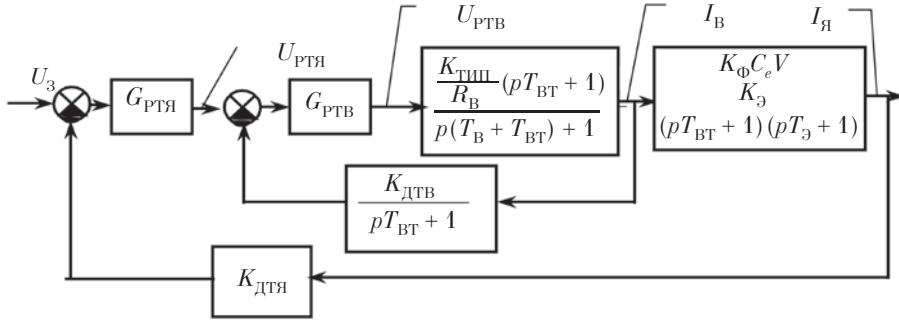 U_РТВ
I_В
I_Я
U_З
U_РТЯ
G_РТЯ
G_РТВ
K_ТИП
R_В
(pT_ВТ + 1)
p(T_В + T_ВТ) + 1
K_Ф C_e V
K_Э
(pT_ВТ + 1) (pT_Э + 1)
K_ДТВ
pT_ВТ + 1
K_ДТЯ